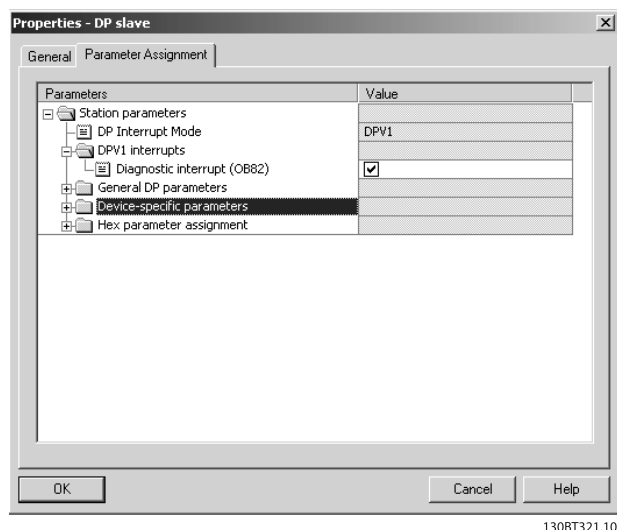 Properties - DP slave
General Parameter Assignment
Parameters Value
Station parameters
DP Interrupt Mode DPV1
DPV1 interrupts
Diagnostic interrupt (OB82)
General DP parameters
Device-specific parameters
Hex parameter assignment
OK Cancel Help
130BT321.10